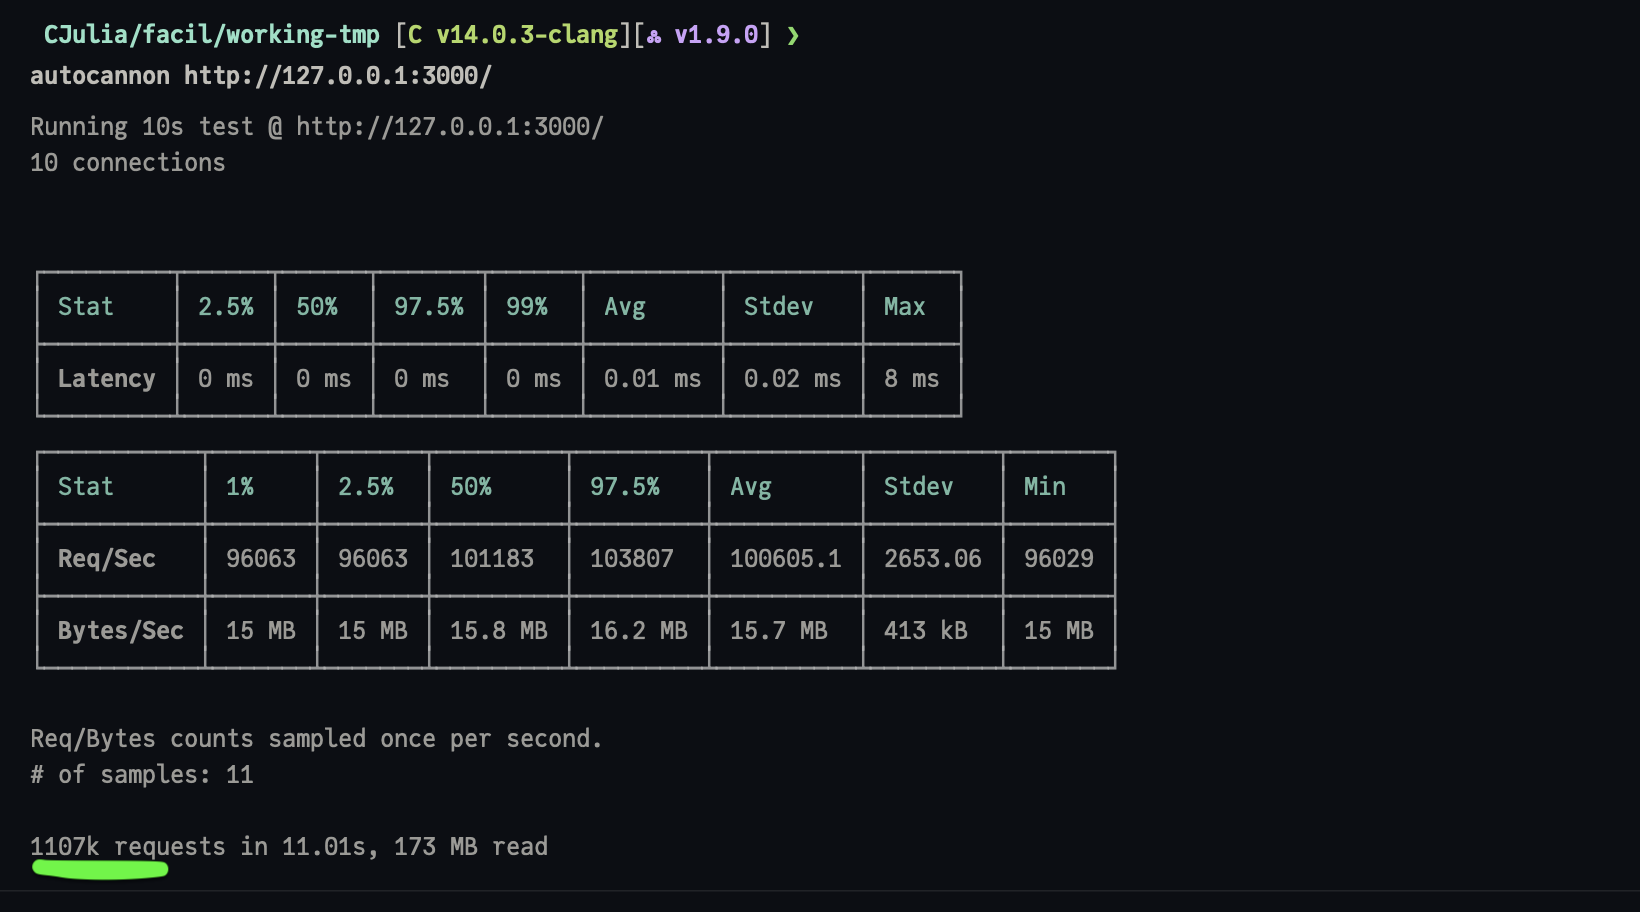 CJulia/facil/working-tmp [C v14.0.3-clang][ v1.9.0] ❯
autocannon http://127.0.0.1:3000/
Running 10s test @ http://127.0.0.1:3000/
10 connections
Stat 2.5% 50% 97.5% 99% Avg Stdev Max
Latency 0 ms 0 ms 0 ms 0 ms 0.01 ms 0.02 ms 8 ms
Stat 1% 2.5% 50% 97.5% Avg Stdev Min
Req/Sec 96063 96063 101183 103807 100605.1 2653.06 96029
Bytes/Sec 15 MB 15 MB 15.8 MB 16.2 MB 15.7 MB 413 kB 15 MB
Req/Bytes counts sampled once per second.
# of samples: 11
1107k requests in 11.01s, 173 MB read